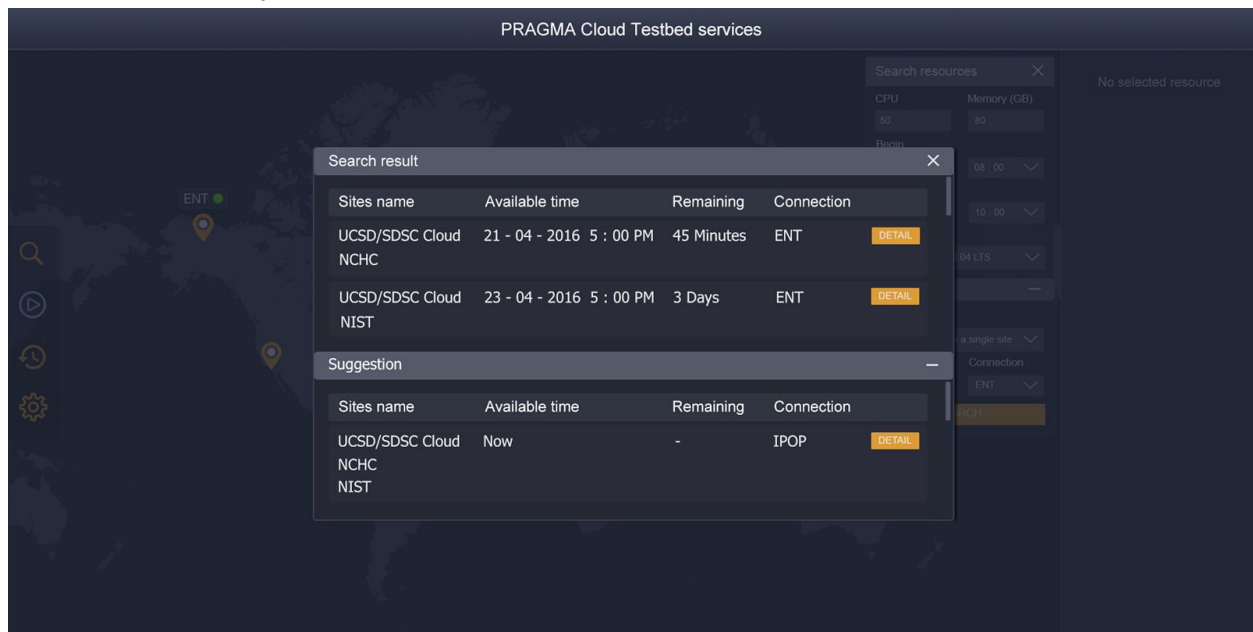 PRAGMA Cloud Testbed services
Search resources
No selected resource
CPU Memory (GB)
50 80
Begin
08 : 00
10 : 00
.04 LTS
a single site
Connection
ENT
RCH
ENT
Search result
Sites name Available time Remaining Connection
UCSD/SDSC Cloud 21 - 04 - 2016 5 : 00 PM 45 Minutes ENT DETAIL
NCHC
UCSD/SDSC Cloud 23 - 04 - 2016 5 : 00 PM 3 Days ENT DETAIL
NIST
Suggestion
Sites name Available time Remaining Connection
UCSD/SDSC Cloud Now - IPOP DETAIL
NCHC
NIST